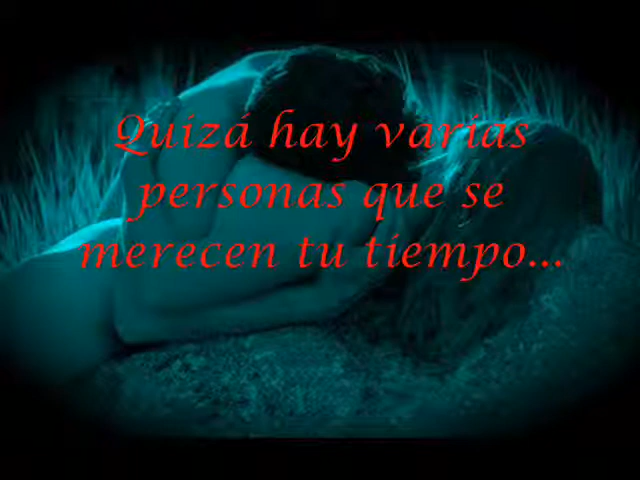 Quizá hay varias
personas que se
merecen tu tiempo...